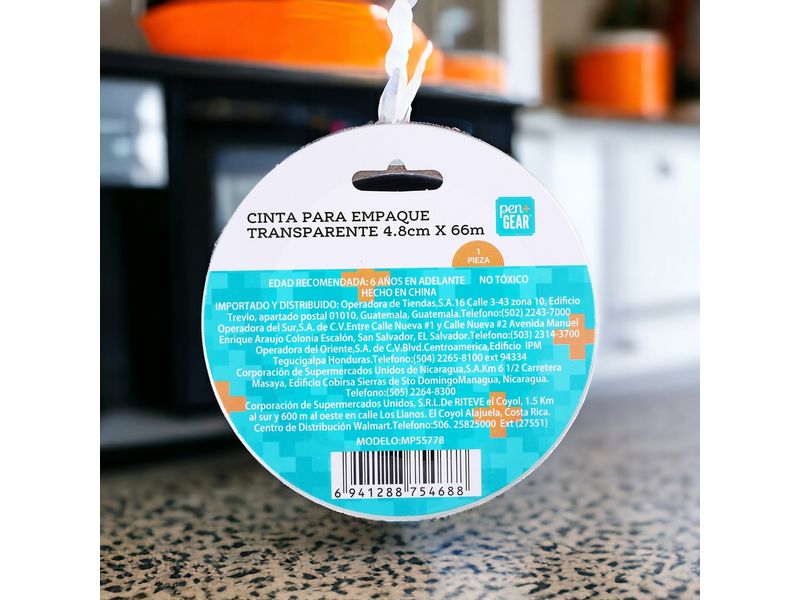 CINTA PARA EMPAQUE
TRANSPARENTE 4.8cm X 66m
pen+
GEAR
1
PIEZA
EDAD RECOMENDADA: 6 AÑOS EN ADELANTE NO TÓXICO
HECHO EN CHINA
IMPORTADO Y DISTRIBUIDO: Operadora de Tiendas,S.A.16 Calle 3-43 zona 10, Edificio
Trevio, apartado postal 01010, Guatemala, Guatemala.Telefono:(502) 2243-7000
Operadora del Sur,S.A. de C.V.Entre Calle Nueva #1 y Calle Nueva #2 Avenida Manuel
Enrique Araujo Colonia Escalón, San Salvador, EL Salvador.Telefono:(503) 2314-3700
Operadora del Oriente,S.A. de C.V.Blvd.Centroamerica,Edificio IPM
Tegucigalpa Honduras.Telefono:(504) 2265-8100 ext 94334
Corporación de Supermercados Unidos de Nicaragua,S.A.Km 6 1/2 Carretera
Masaya, Edificio Cobirsa Sierras de Sto DomingoManagua, Nicaragua.
Telefono:(505) 2264-8300
Corporación de Supermercados Unidos, S.R.L.De RITEVE el Coyol, 1.5 Km
al sur y 600 m al oeste en calle Los Llanos. El Coyol Alajuela, Costa Rica.
Centro de Distribución Walmart.Telefono:506. 25825000 Ext (27551)
MODELO:MPS5778
6 941288 754688